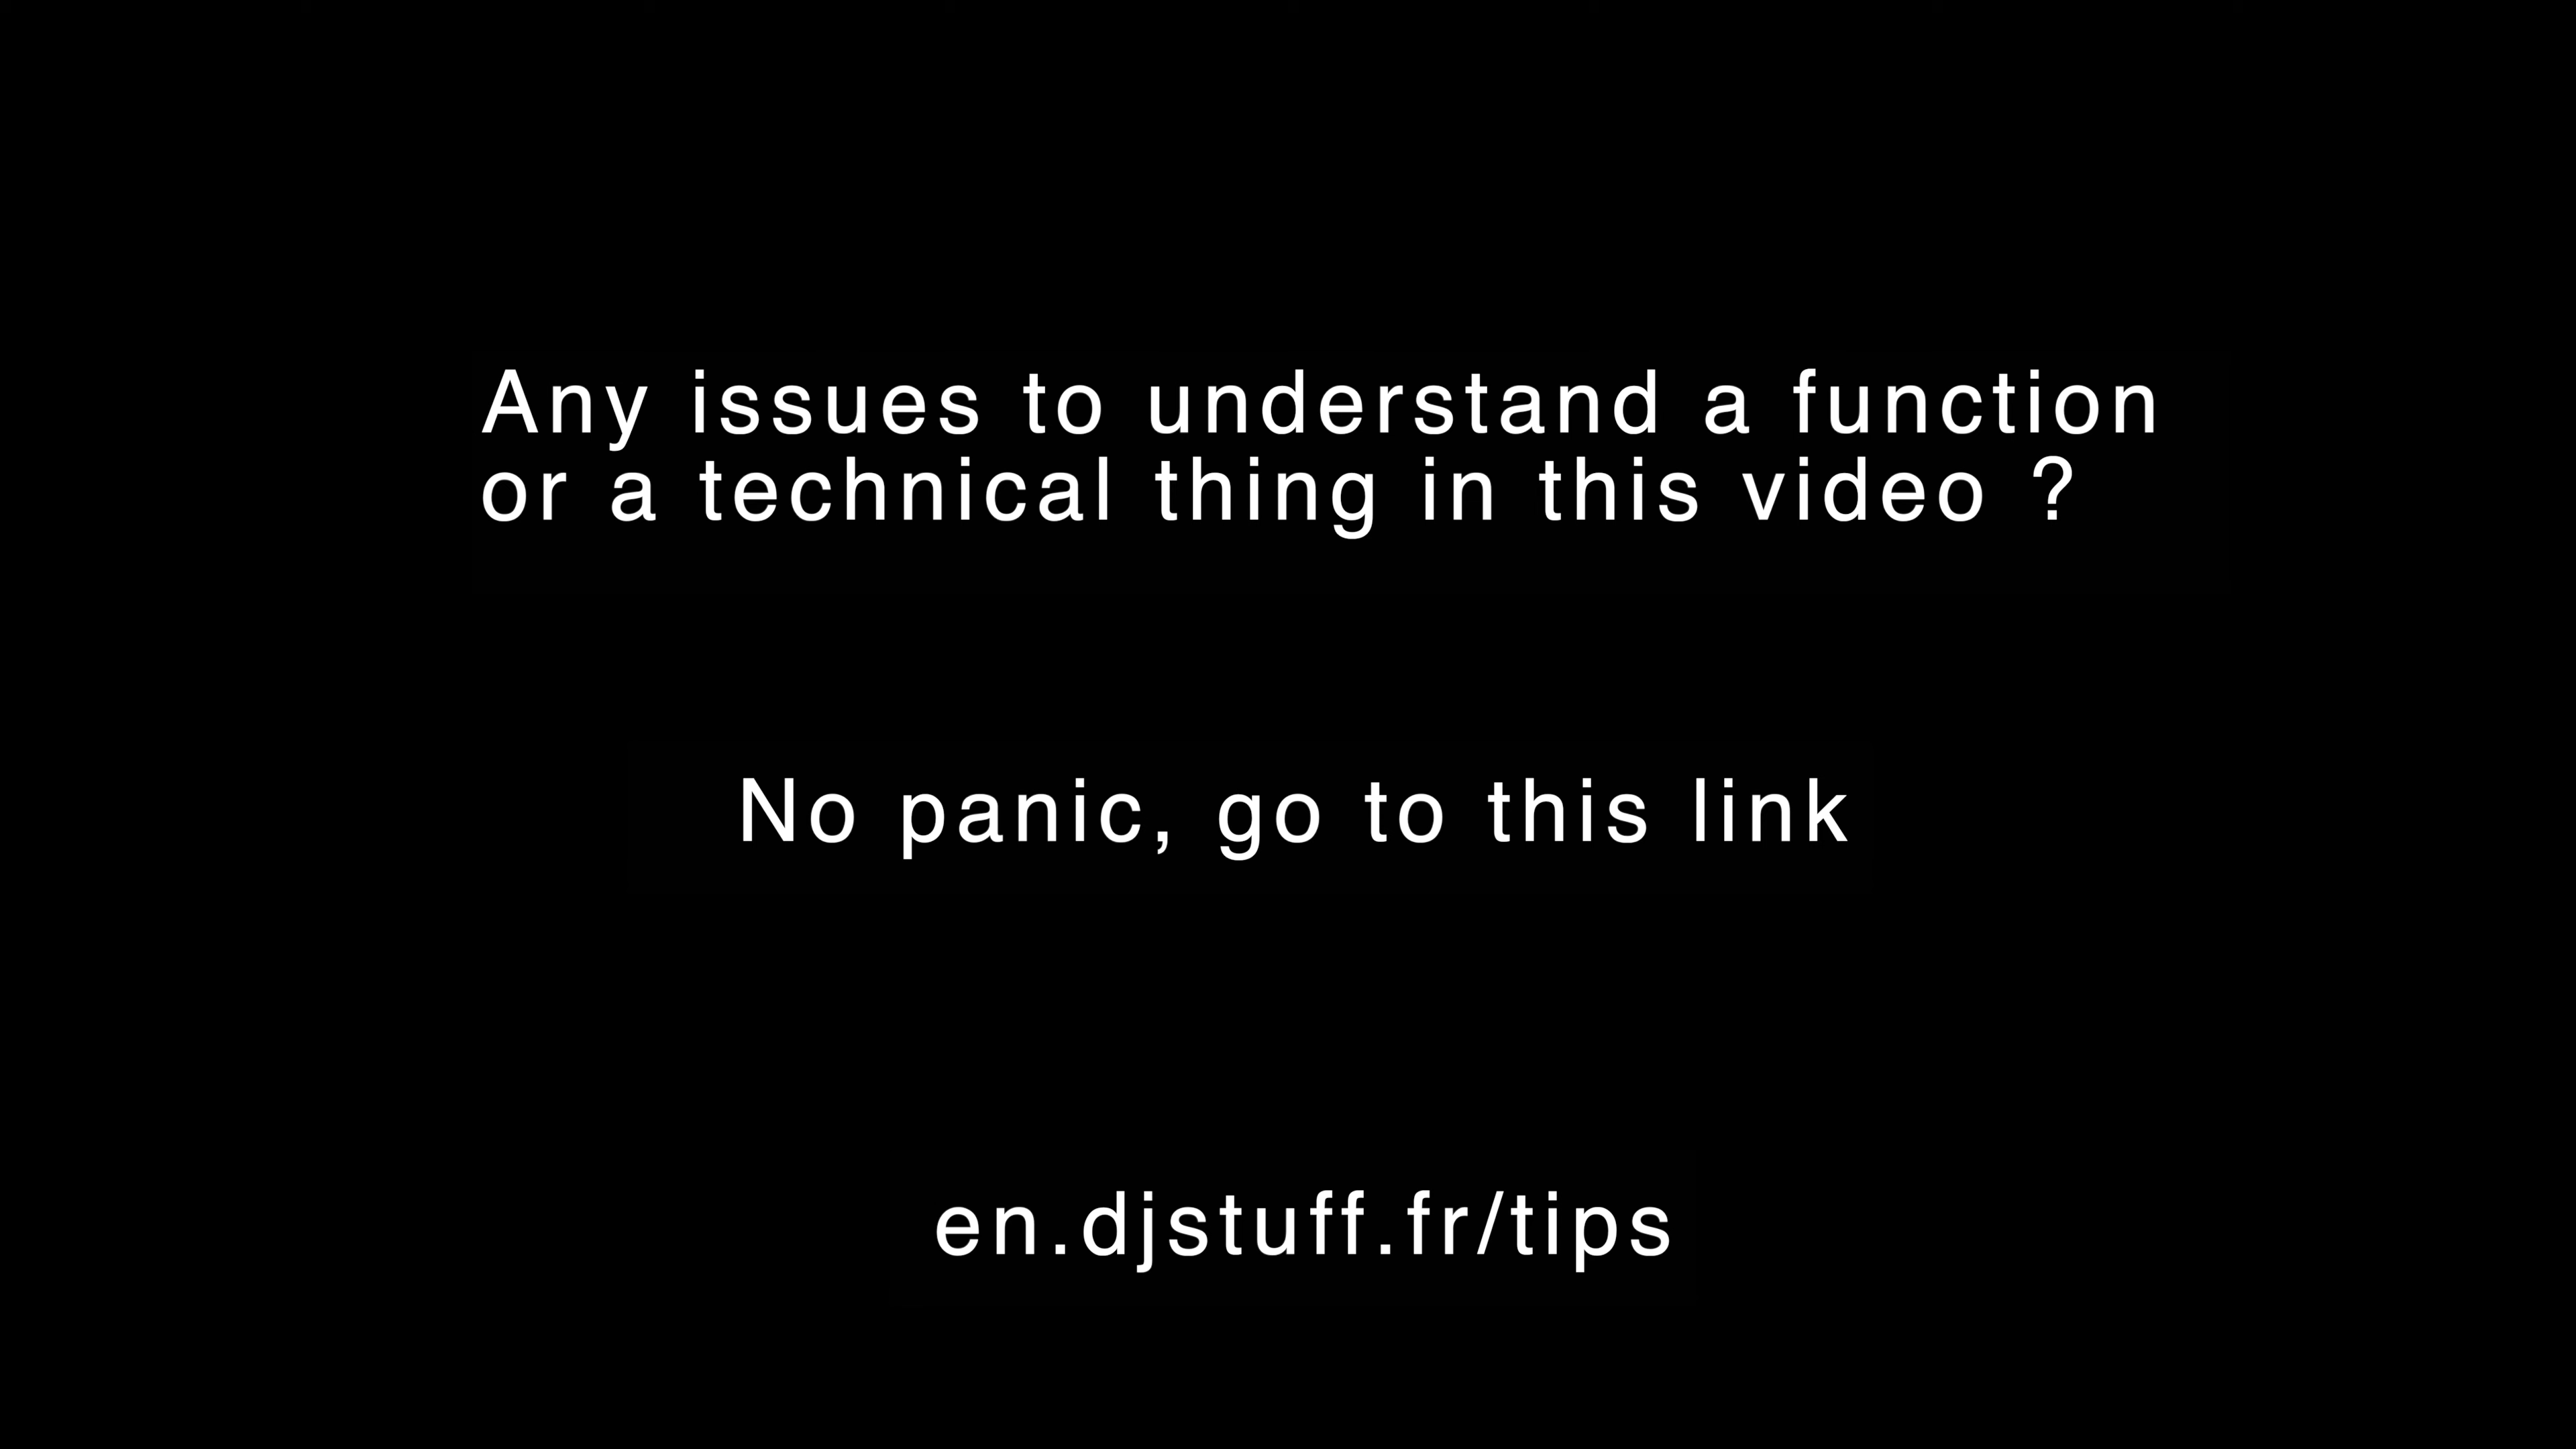 Any issues to understand a function
or a technical thing in this video ?
No panic, go to this link
en.djstuff.fr/tips